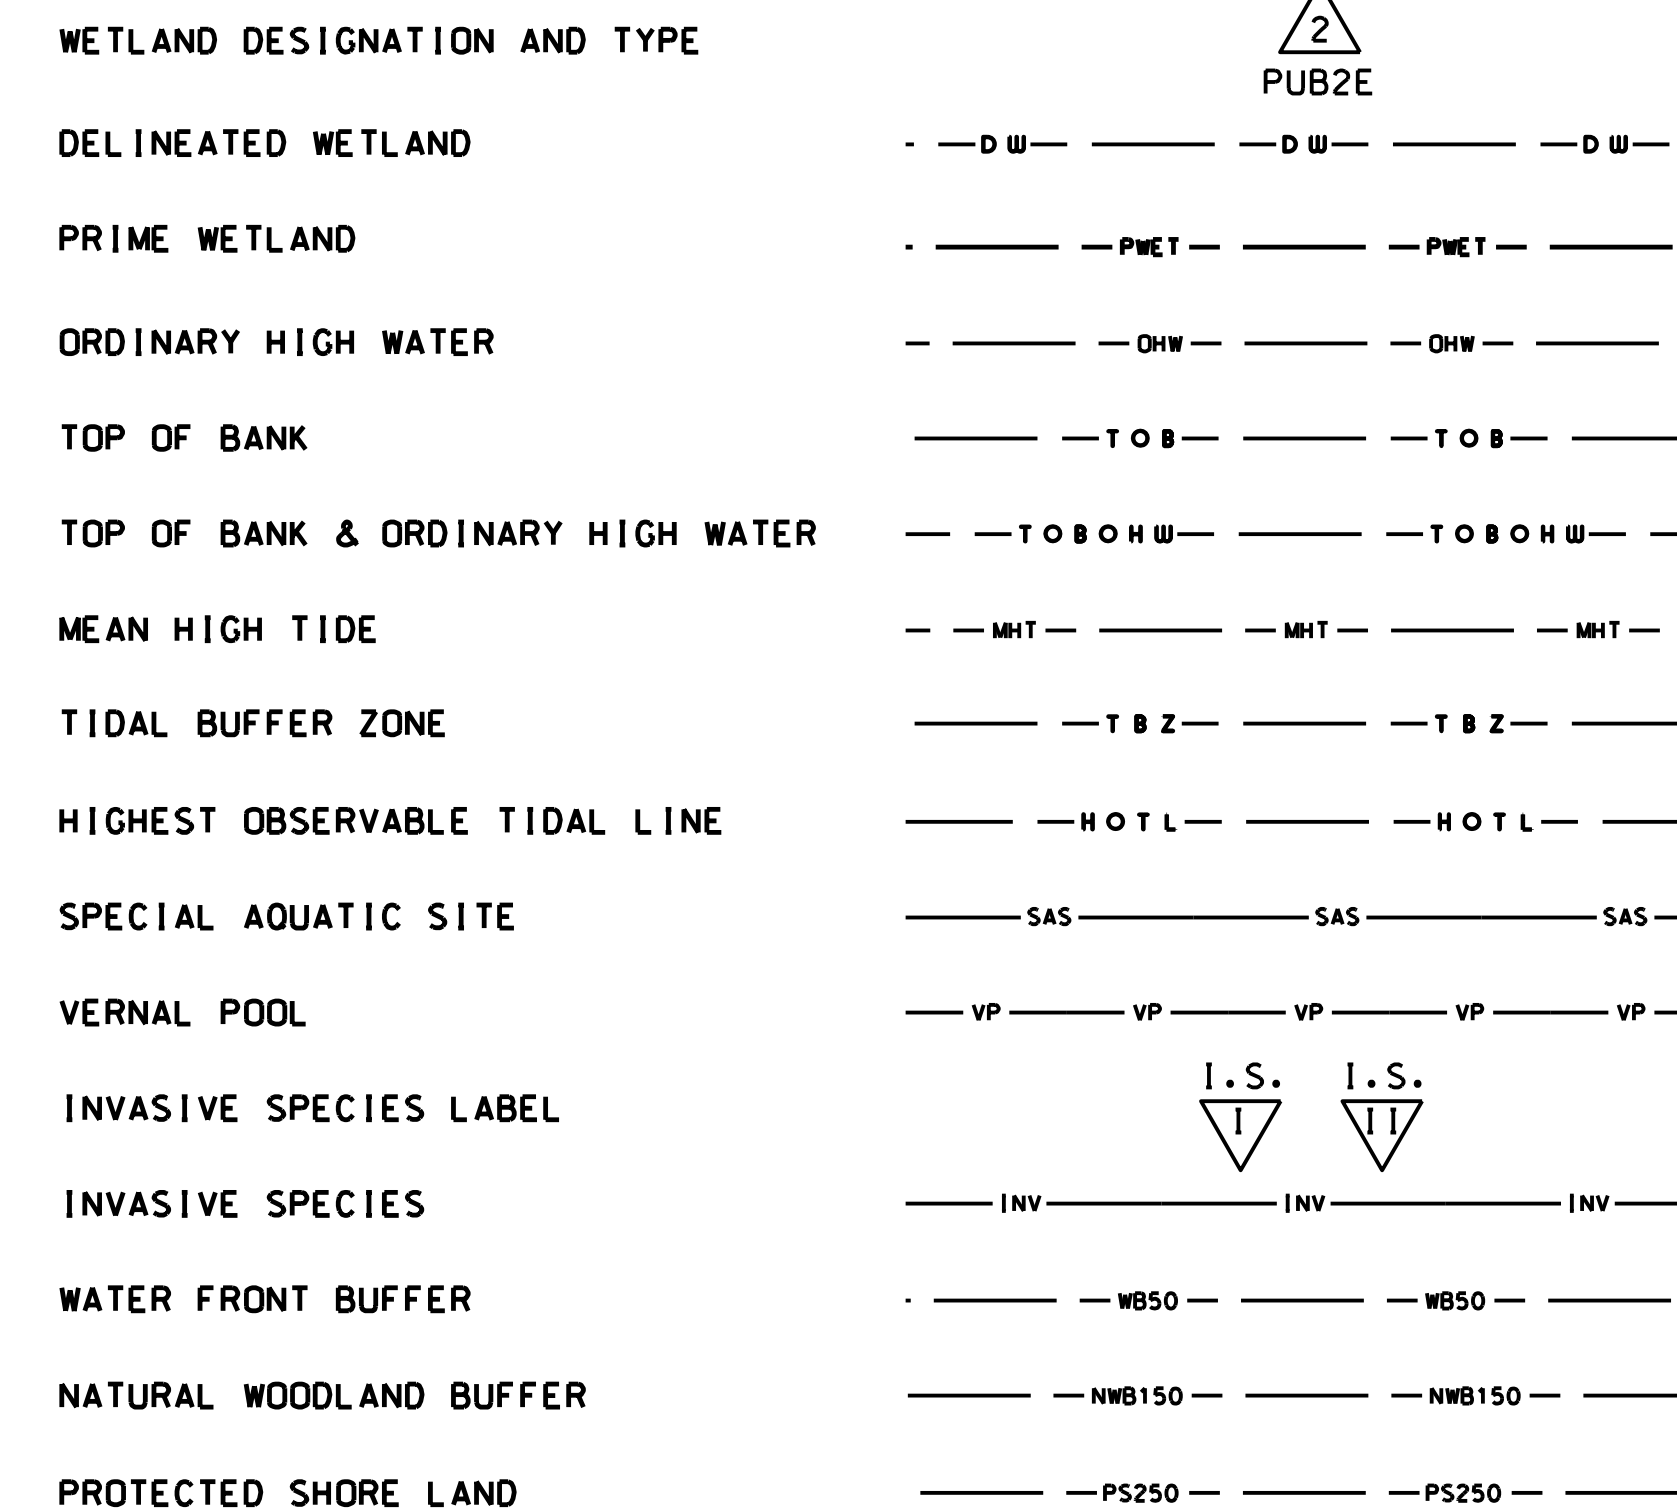 WETLAND DESIGNATION AND TYPE
2
PUB2E
DELINEATED WETLAND DW DW DW
PRIME WETLAND PWET PWET
ORDINARY HIGH WATER OHW OHW
TOP OF BANK TOB TOB
TOP OF BANK & ORDINARY HIGH WATER TOBOHW TOBOHW
MEAN HIGH TIDE MHT MHT MHT
TIDAL BUFFER ZONE TBZ TBZ
HIGHEST OBSERVABLE TIDAL LINE HOTL HOTL
SPECIAL AQUATIC SITE SAS SAS SAS
VERNAL POOL VP VP VP VP VP
I.S. I.S.
INVASIVE SPECIES LABEL I II
INVASIVE SPECIES INV INV INV
WATER FRONT BUFFER WB50 WB50
NATURAL WOODLAND BUFFER NWB150 NWB150
PROTECTED SHORE LAND PS250 PS250